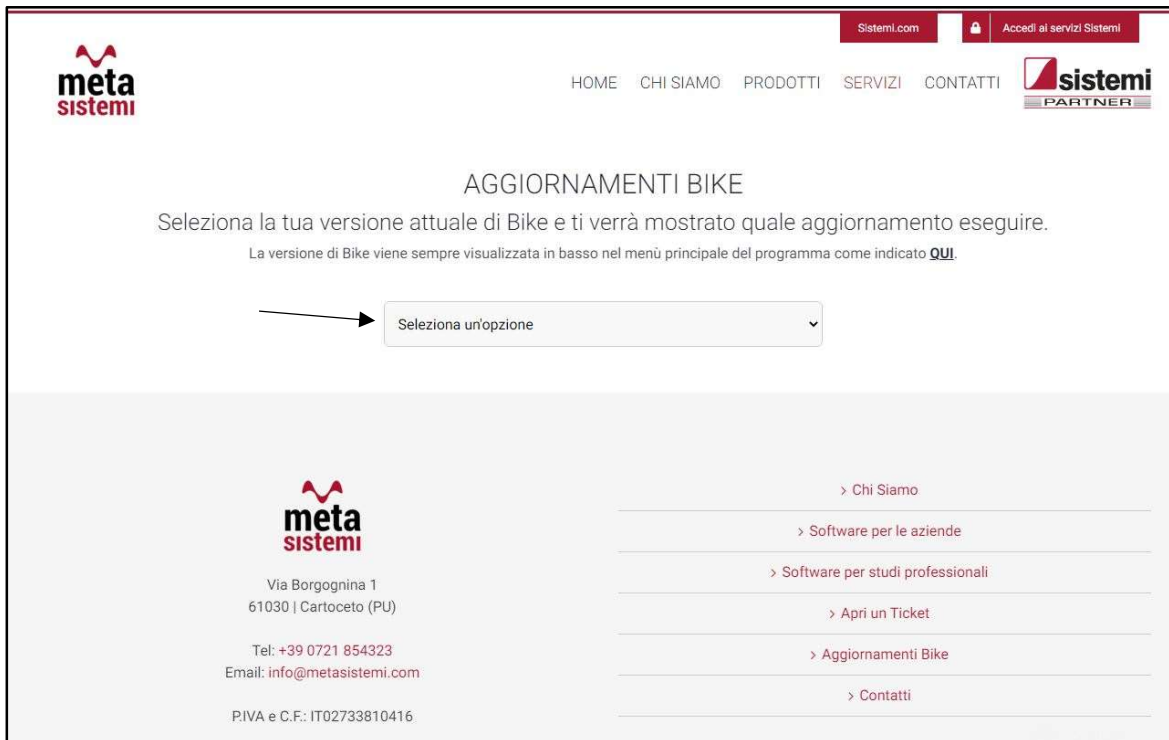 Sistemi.com
Accedi ai servizi Sistemi
meta
sistemi
HOME CHI SIAMO PRODOTTI SERVIZI CONTATTI
sistemi
PARTNER
AGGIORNAMENTI BIKE
Seleziona la tua versione attuale di Bike e ti verrà mostrato quale aggiornamento eseguire.
La versione di Bike viene sempre visualizzata in basso nel menù principale del programma come indicato QUI.
Seleziona un'opzione
meta
sistemi
Via Borgognina 1
61030 | Cartoceto (PU)
Tel: +39 0721 854323
Email: info@metasistemi.com
P.IVA e C.F.: IT02733810416
> Chi Siamo
> Software per le aziende
> Software per studi professionali
> Apri un Ticket
> Aggiornamenti Bike
> Contatti